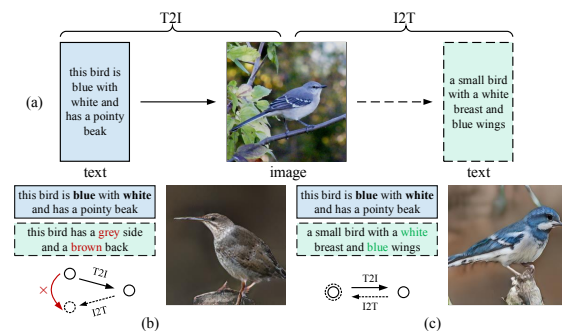 T2I
I2T
(a)
this bird is
blue with
white and
has a pointy
beak
a small bird
with a white
breast and
blue wings
text
image
text
this bird is blue with white
and has a pointy beak
this bird has a grey side
and a brown back
T2I
I2T
×
(b)
this bird is blue with white
and has a pointy beak
a small bird with a white
breast and blue wings
T2I
I2T
(c)